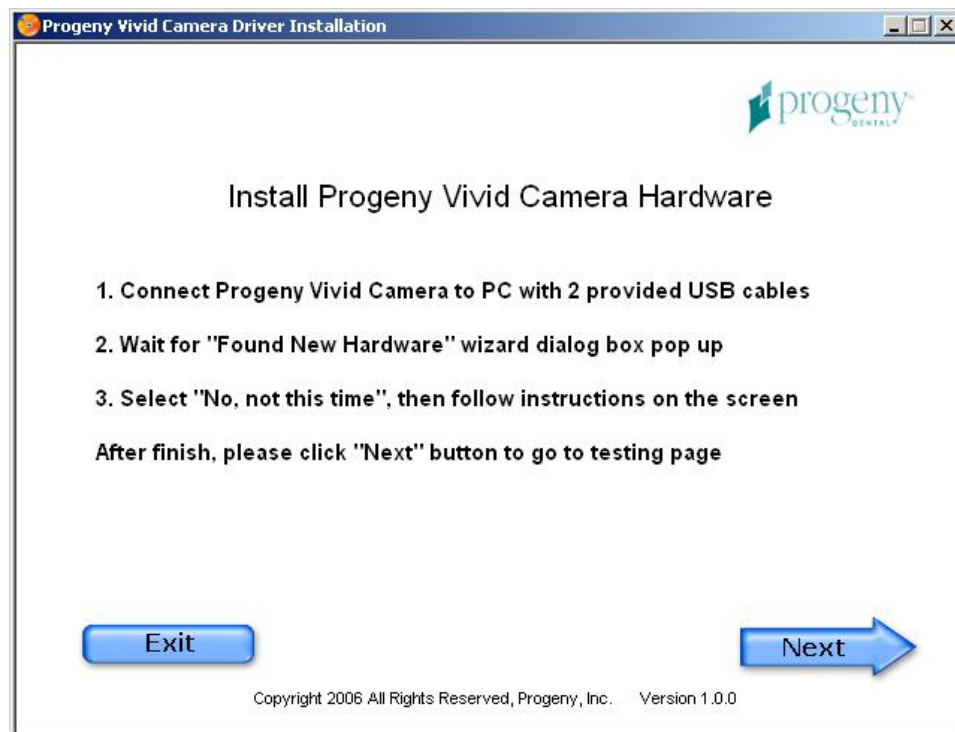 Progeny Vivid Camera Driver Installation
progeny
DENTAL
Install Progeny Vivid Camera Hardware
1. Connect Progeny Vivid Camera to PC with 2 provided USB cables
2. Wait for "Found New Hardware" wizard dialog box pop up
3. Select "No, not this time", then follow instructions on the screen
After finish, please click "Next" button to go to testing page
Exit
Next
Copyright 2006 All Rights Reserved, Progeny, Inc. Version 1.0.0